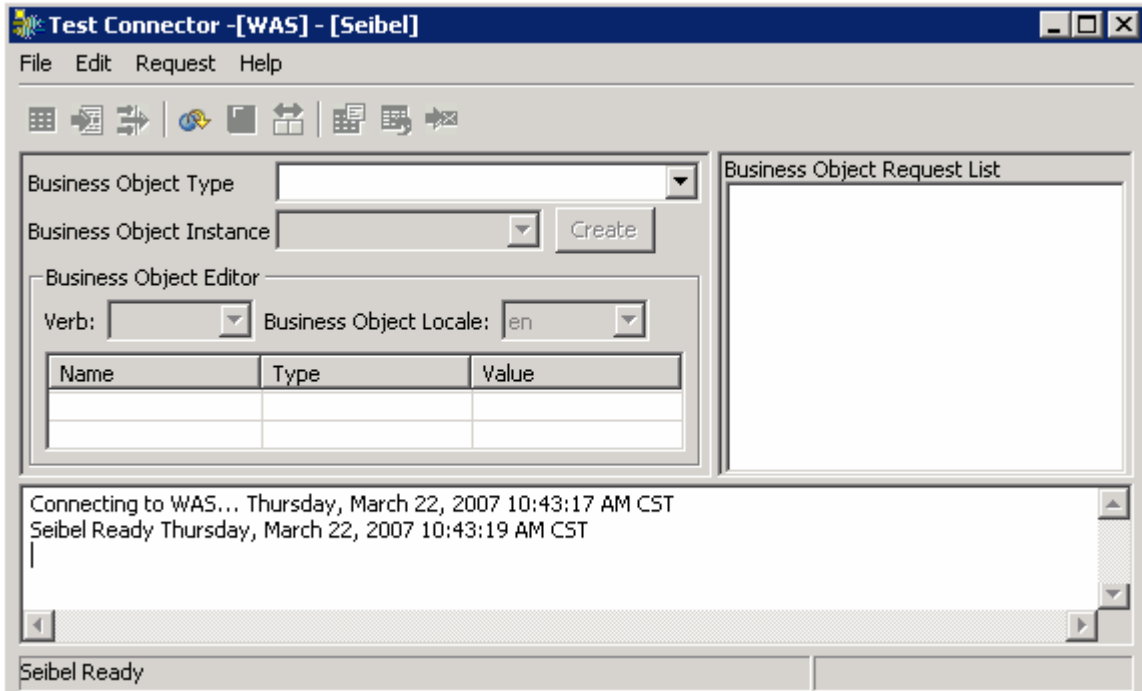 Test Connector -[WAS] - [Seibel]
File Edit Request Help
Business Object Type
Business Object Instance Create
Business Object Editor
Verb: Business Object Locale: en
Name Type Value
Business Object Request List
Connecting to WAS... Thursday, March 22, 2007 10:43:17 AM CST
Seibel Ready Thursday, March 22, 2007 10:43:19 AM CST
Seibel Ready